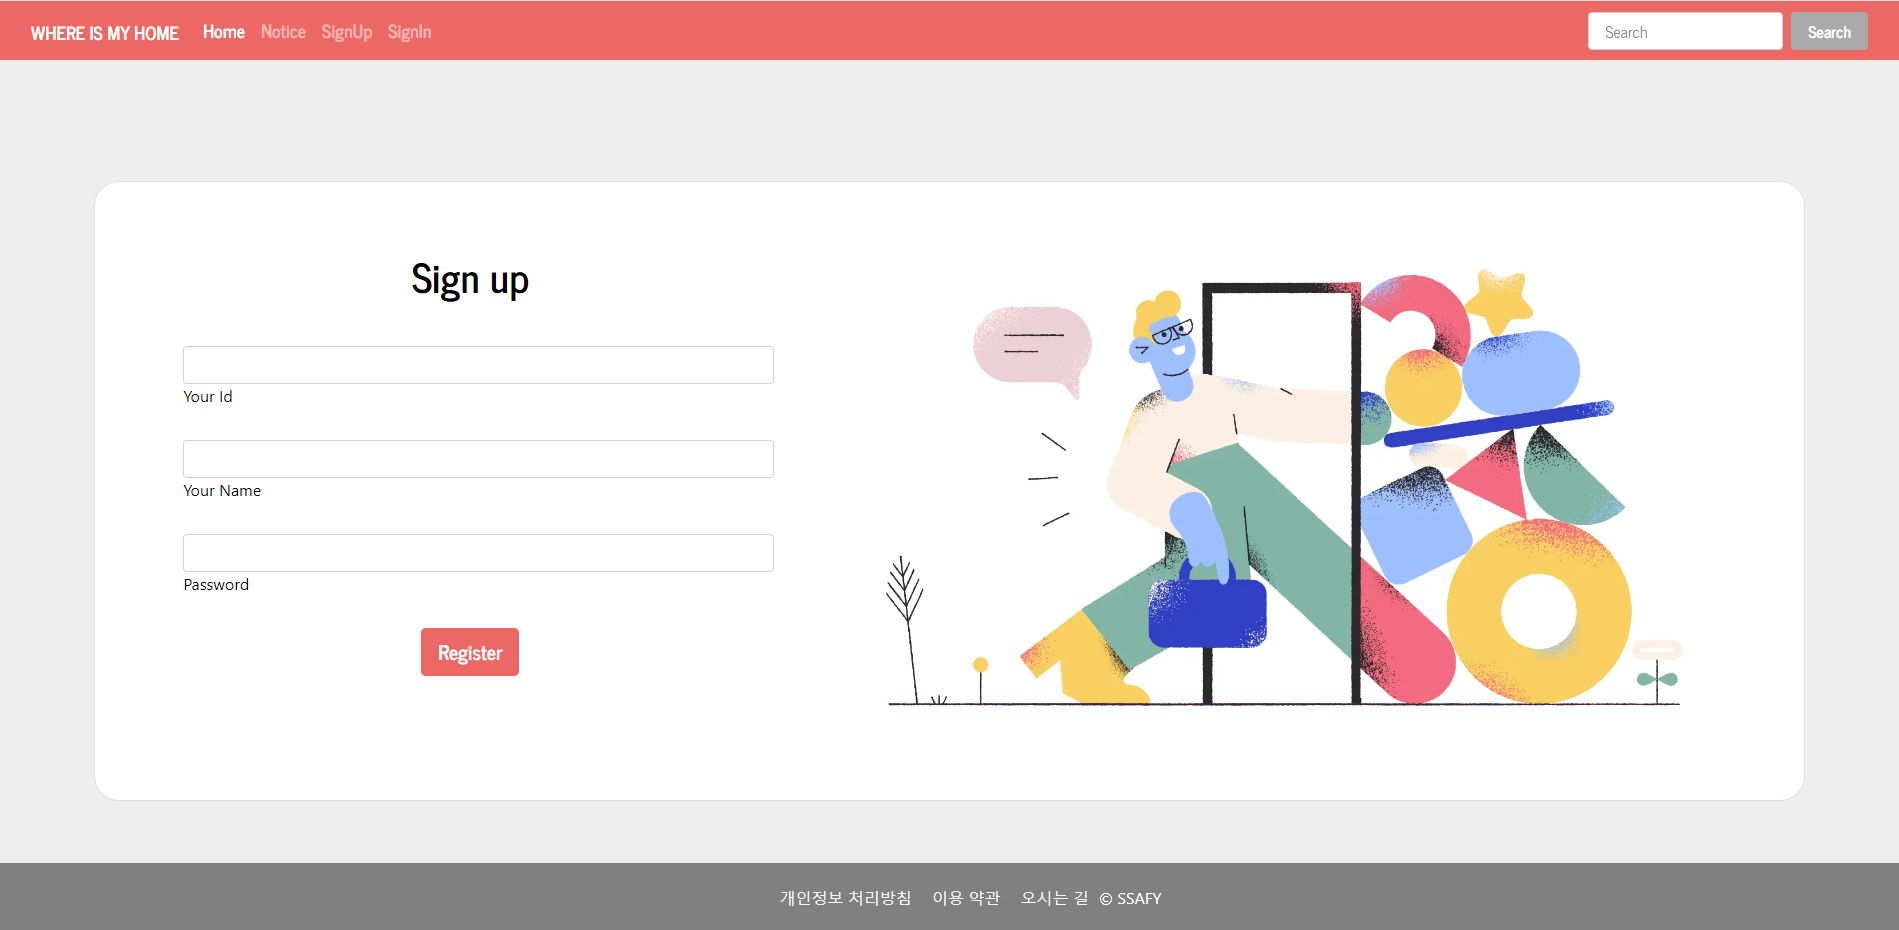 WHERE IS MY HOME Home Notice SignUp SignIn Search Search
Sign up
Your Id
Your Name
Password
Register
개인정보 처리방침 이용 약관 오시는 길 © SSAFY